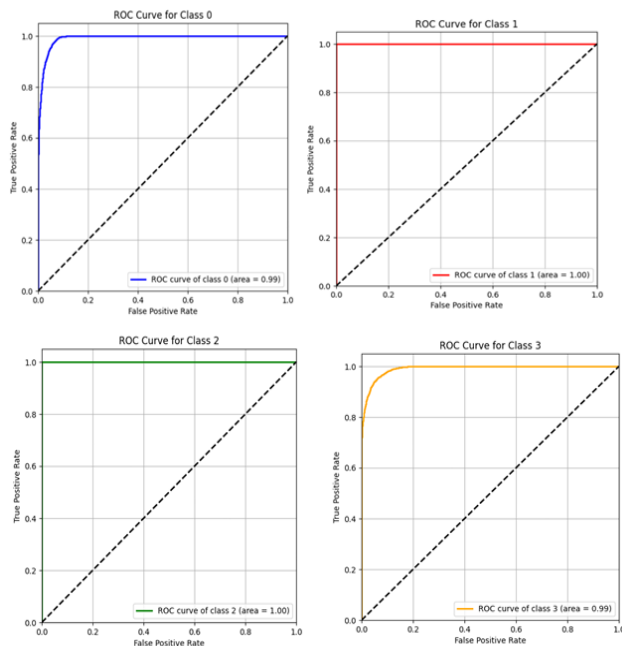 ROC Curve for Class 0
1.0
0.8
0.6
0.4
0.2
0.0
True Positive Rate
ROC curve of class 0 (area = 0.99)
0.0 0.2 0.4 0.6 0.8 1.0
False Positive Rate
ROC Curve for Class 1
1.0
0.8
0.6
0.4
0.2
0.0
True Positive Rate
ROC curve of class 1 (area = 1.00)
0.0 0.2 0.4 0.6 0.8 1.0
False Positive Rate
ROC Curve for Class 2
1.0
0.8
0.6
0.4
0.2
0.0
True Positive Rate
ROC curve of class 2 (area = 1.00)
0.0 0.2 0.4 0.6 0.8 1.0
False Positive Rate
ROC Curve for Class 3
1.0
0.8
0.6
0.4
0.2
0.0
True Positive Rate
ROC curve of class 3 (area = 0.99)
0.0 0.2 0.4 0.6 0.8 1.0
False Positive Rate